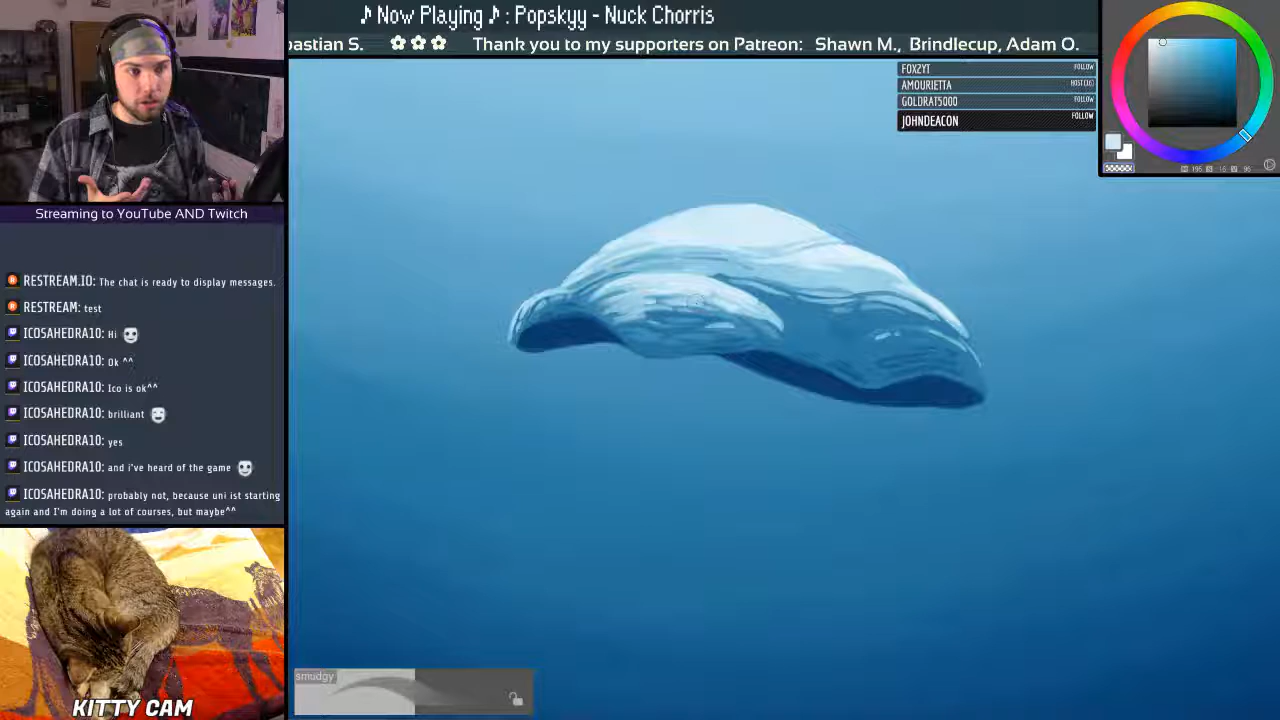 ♪ Now Playing ♪ : Popskyy - Nuck Chorris
bastian S. ✿ ✿ ✿ Thank you to my supporters on Patreon: Shawn M., Brindlecup, Adam O.
FOXZYT FOLLOW
AMOURIETTA HOST(16)
GOLDRAT5000 FOLLOW
JOHNDEACON FOLLOW
Streaming to YouTube AND Twitch
RESTREAM.IO: The chat is ready to display messages.
RESTREAM: test
ICOSAHEDRA10: Hi
ICOSAHEDRA10: Ok ^^
ICOSAHEDRA10: Ico is ok^^
ICOSAHEDRA10: brilliant
ICOSAHEDRA10: yes
ICOSAHEDRA10: and i've heard of the game
ICOSAHEDRA10: probably not, because uni ist starting
again and I'm doing a lot of courses, but maybe^^
smudgy
KITTY CAM